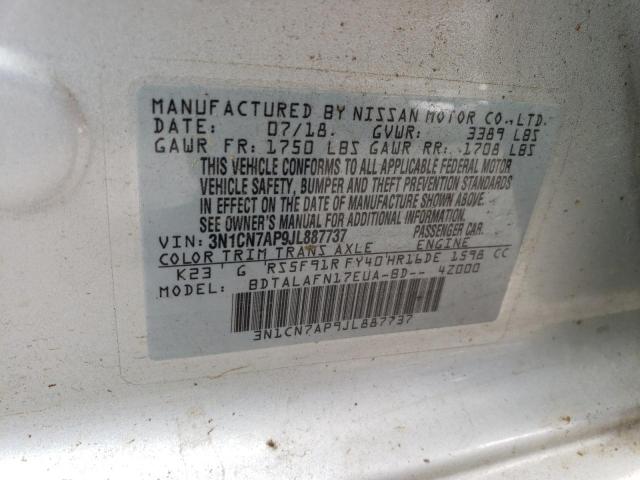 MANUFACTURED BY NISSAN MOTOR CO., LTD.
DATE: 07/18. GVWR: 3389 LBS
GAWR FR: 1750 LBS GAWR RR: 1708 LBS
THIS VEHICLE CONFORMS TO ALL APPLICABLE FEDERAL MOTOR
VEHICLE SAFETY, BUMPER AND THEFT PREVENTION STANDARDS
IN EFFECT ON THE DATE OF MANUFACTURE SHOWN ABOVE.
SEE OWNER'S MANUAL FOR ADDITIONAL INFORMATION.
VIN: 3N1CN7AP9JL887737 PASSENGER CAR.
COLOR TRIM TRANS AXLE ENGINE
K23 G RS5F91R FY40 HR16DE 1598 CC
MODEL: BDTALAFN17EUA-BD-- 4Z000
3N1CN7AP9JL887737